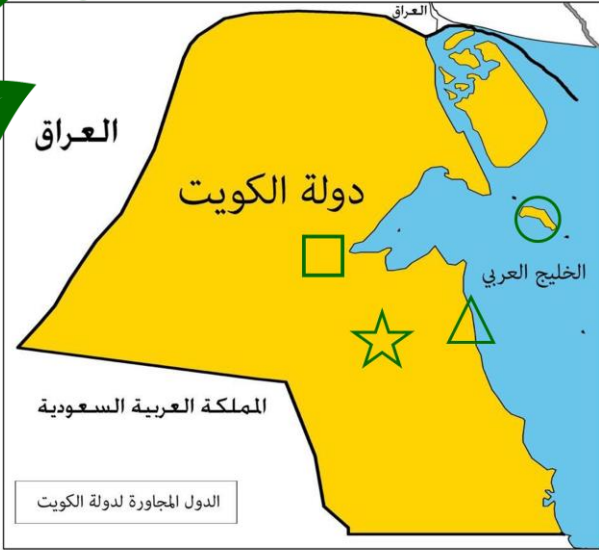 العراق
العراق
دولة الكويت
الخليج العربي
المملكة العربية السعودية
الدول المجاورة لدولة الكويت